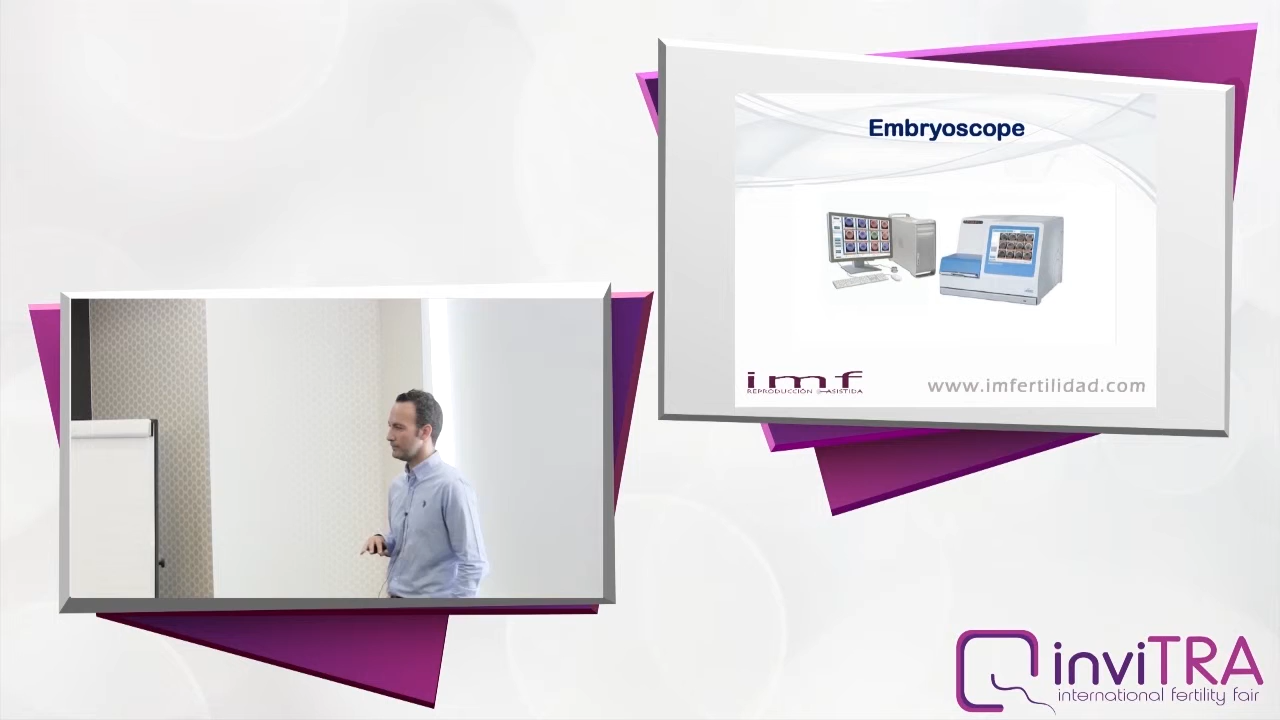 Embryoscope
imf
REPRODUCCIÓN ASISTIDA
www.imfertilidad.com
inviTRA
international fertility fair